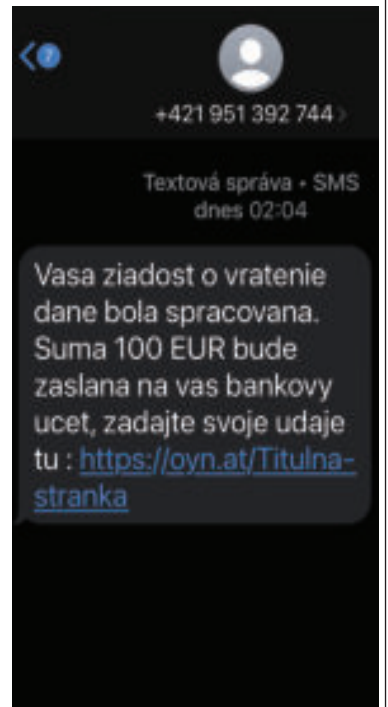 7
+421 951 392 744
Textová správa • SMS
dnes 02:04
Vasa ziadost o vratenie
dane bola spracovana.
Suma 100 EUR bude
zaslana na vas bankovy
ucet, zadajte svoje udaje
tu : https://oyn.at/Titulna-
stranka